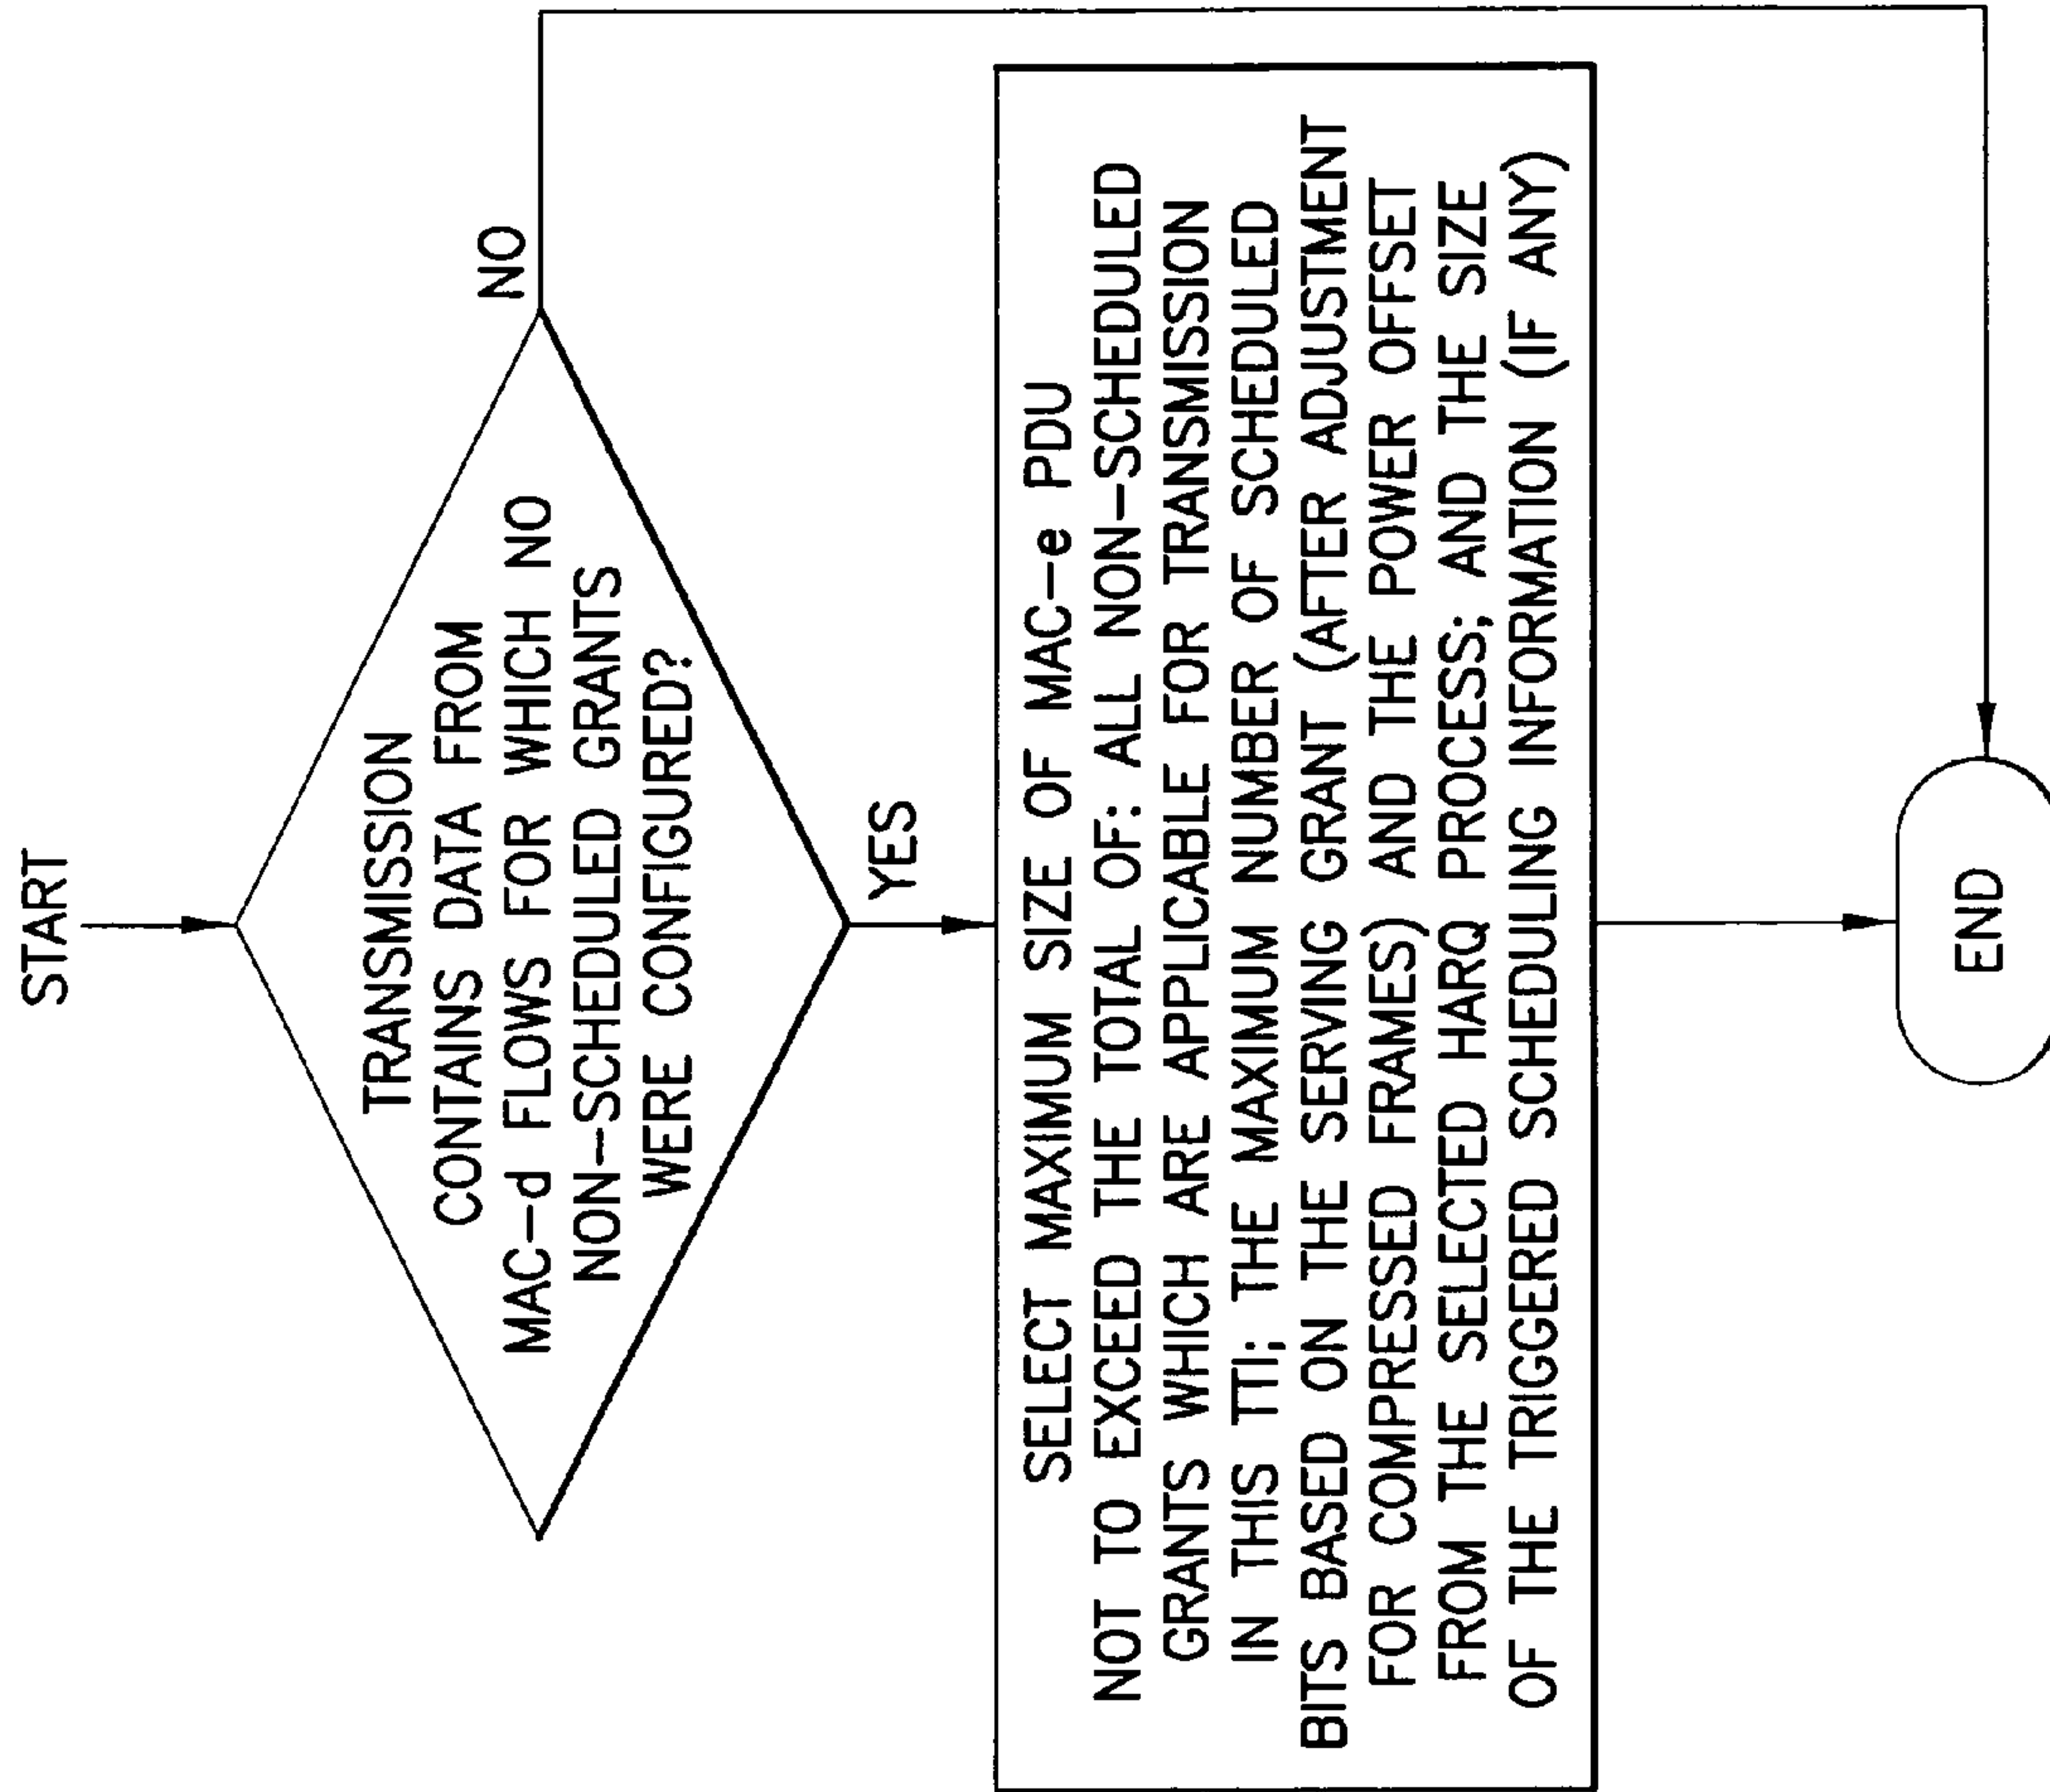 START
TRANSMISSION
CONTAINS DATA FROM
MAC-d FLOWS FOR WHICH NO
NON-SCHEDULED GRANTS
WERE CONFIGURED?
NO
YES
SELECT MAXIMUM SIZE OF MAC-e PDU
NOT TO EXCEED THE TOTAL OF: ALL NON-SCHEDULED
GRANTS WHICH ARE APPLICABLE FOR TRANSMISSION
IN THIS TTI; THE MAXIMUM NUMBER OF SCHEDULED
BITS BASED ON THE SERVING GRANT (AFTER ADJUSTMENT
FOR COMPRESSED FRAMES) AND THE POWER OFFSET
FROM THE SELECTED HARQ PROCESS; AND THE SIZE
OF THE TRIGGERED SCHEDULING INFORMATION (IF ANY)
END